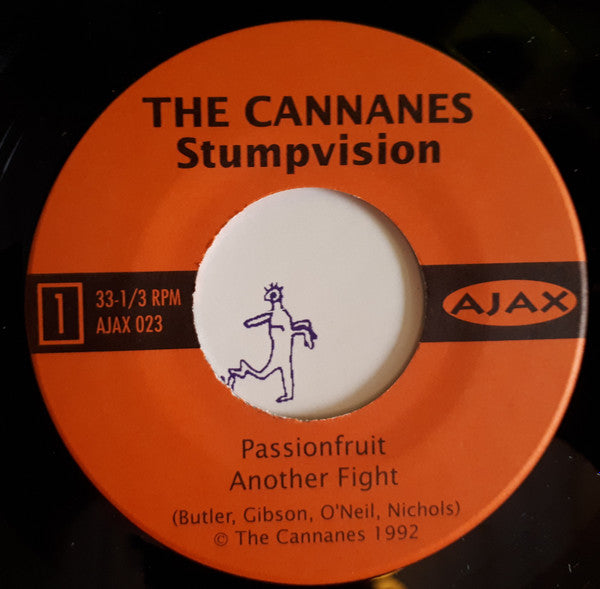 THE CANNANES
Stumpvision
1
33-1/3 RPM
AJAX 023
AJAX
Passionfruit
Another Fight
(Butler, Gibson, O'Neil, Nichols)
© The Cannanes 1992